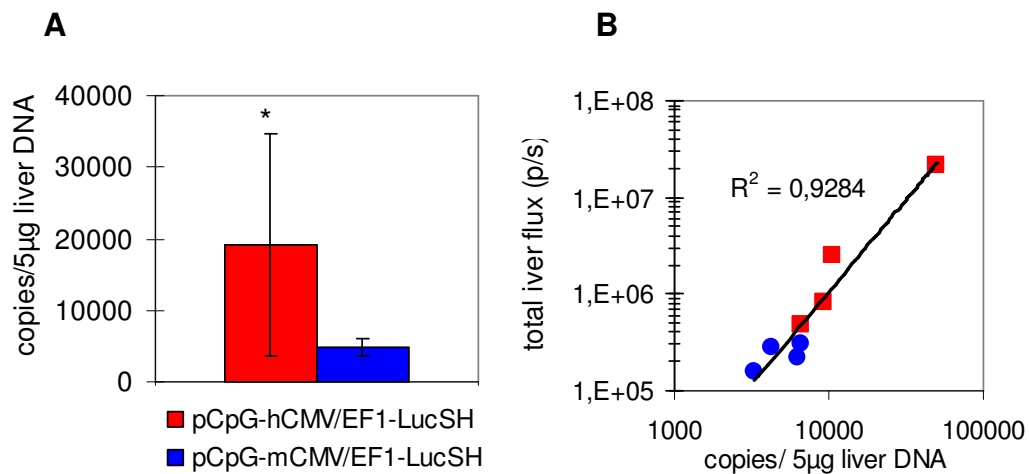 A
copies/5µg liver DNA
40000
30000
20000
10000
0
*
pCpG-hCMV/EF1-LucSH
pCpG-mCMV/EF1-LucSH
B
total iver flux (p/s)
1,E+08
1,E+07
1,E+06
1,E+05
R² = 0,9284
1000 10000 100000
copies/ 5µg liver DNA